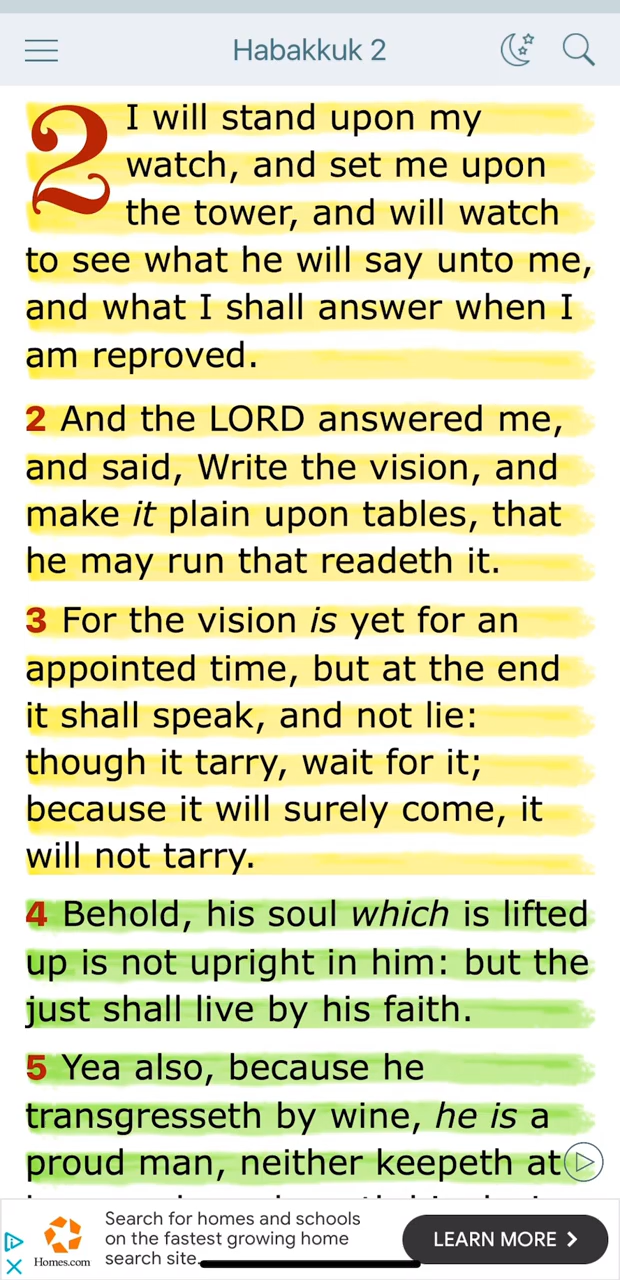 Habakkuk 2
2 I will stand upon my
watch, and set me upon
the tower, and will watch
to see what he will say unto me,
and what I shall answer when I
am reproved.
2 And the LORD answered me,
and said, Write the vision, and
make it plain upon tables, that
he may run that readeth it.
3 For the vision is yet for an
appointed time, but at the end
it shall speak, and not lie:
though it tarry, wait for it;
because it will surely come, it
will not tarry.
4 Behold, his soul which is lifted
up is not upright in him: but the
just shall live by his faith.
5 Yea also, because he
transgresseth by wine, he is a
proud man, neither keepeth at
Homes.com
Search for homes and schools
on the fastest growing home
search site.
LEARN MORE